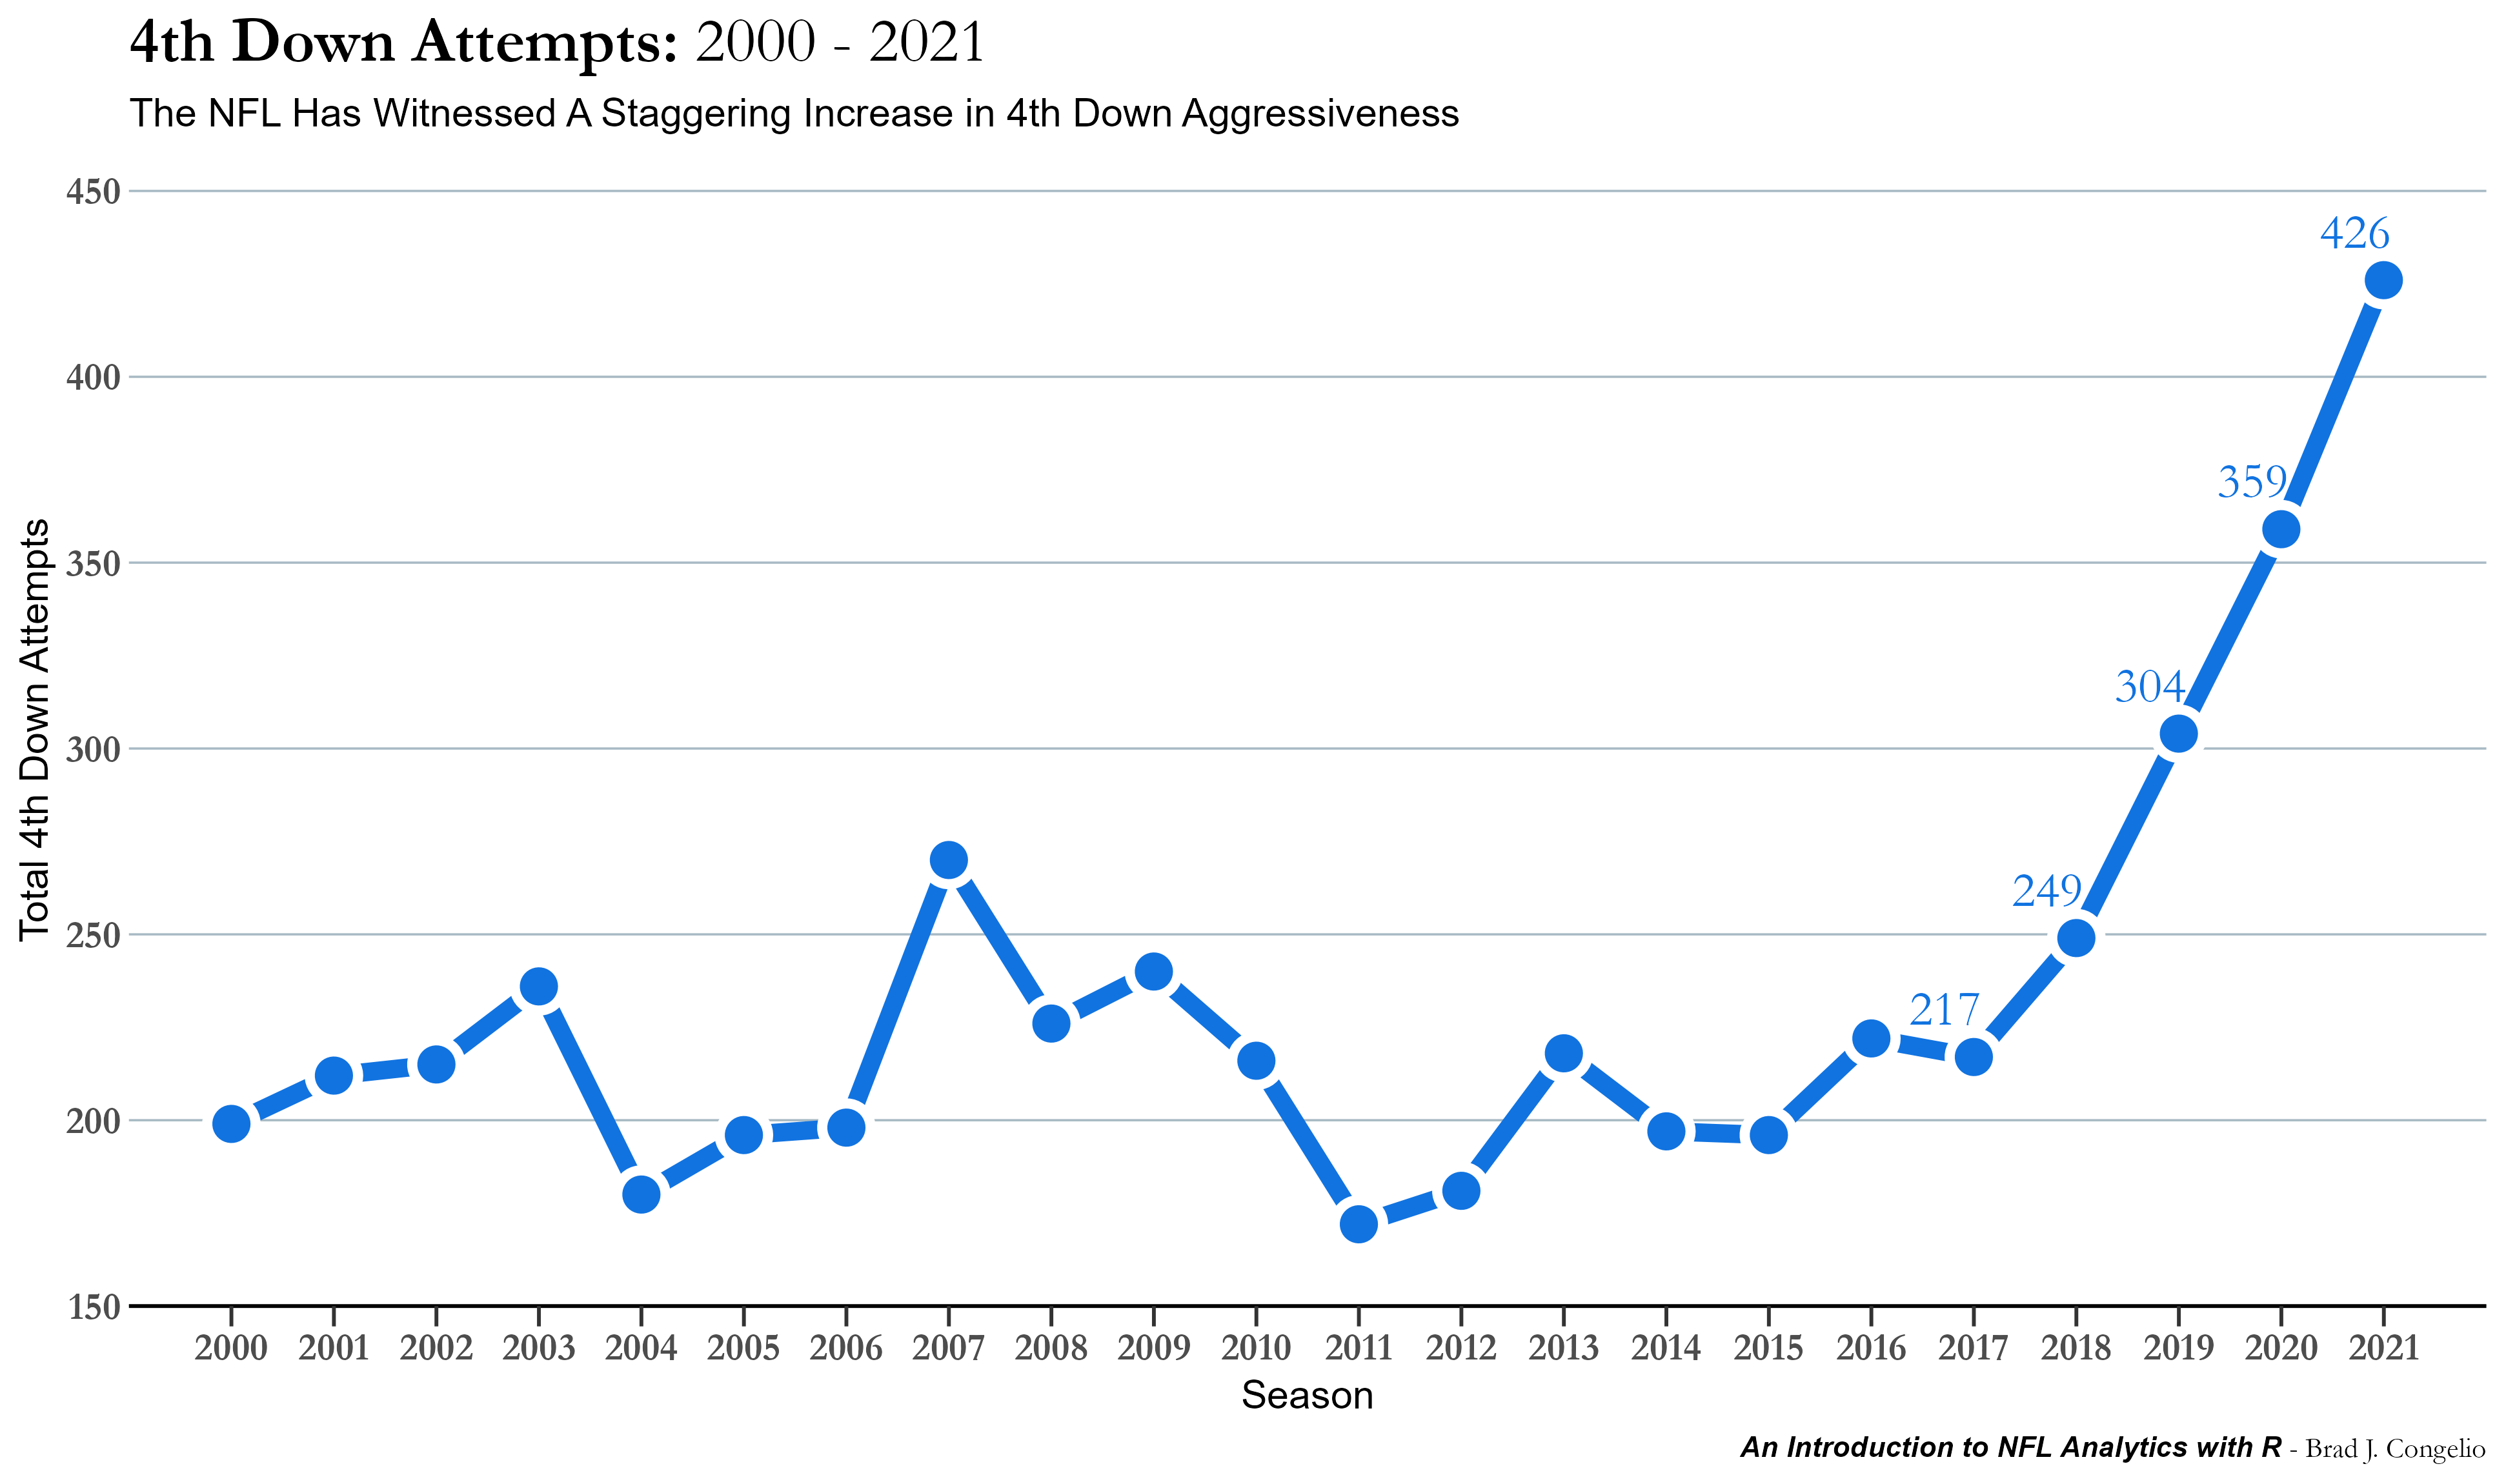 4th Down Attempts: 2000 - 2021
The NFL Has Witnessed A Staggering Increase in 4th Down Aggressiveness
Total 4th Down Attempts
450
400
350
300
250
200
150
426
359
304
249
217
2000 2001 2002 2003 2004 2005 2006 2007 2008 2009 2010 2011 2012 2013 2014 2015 2016 2017 2018 2019 2020 2021
Season
An Introduction to NFL Analytics with R - Brad J. Congelio